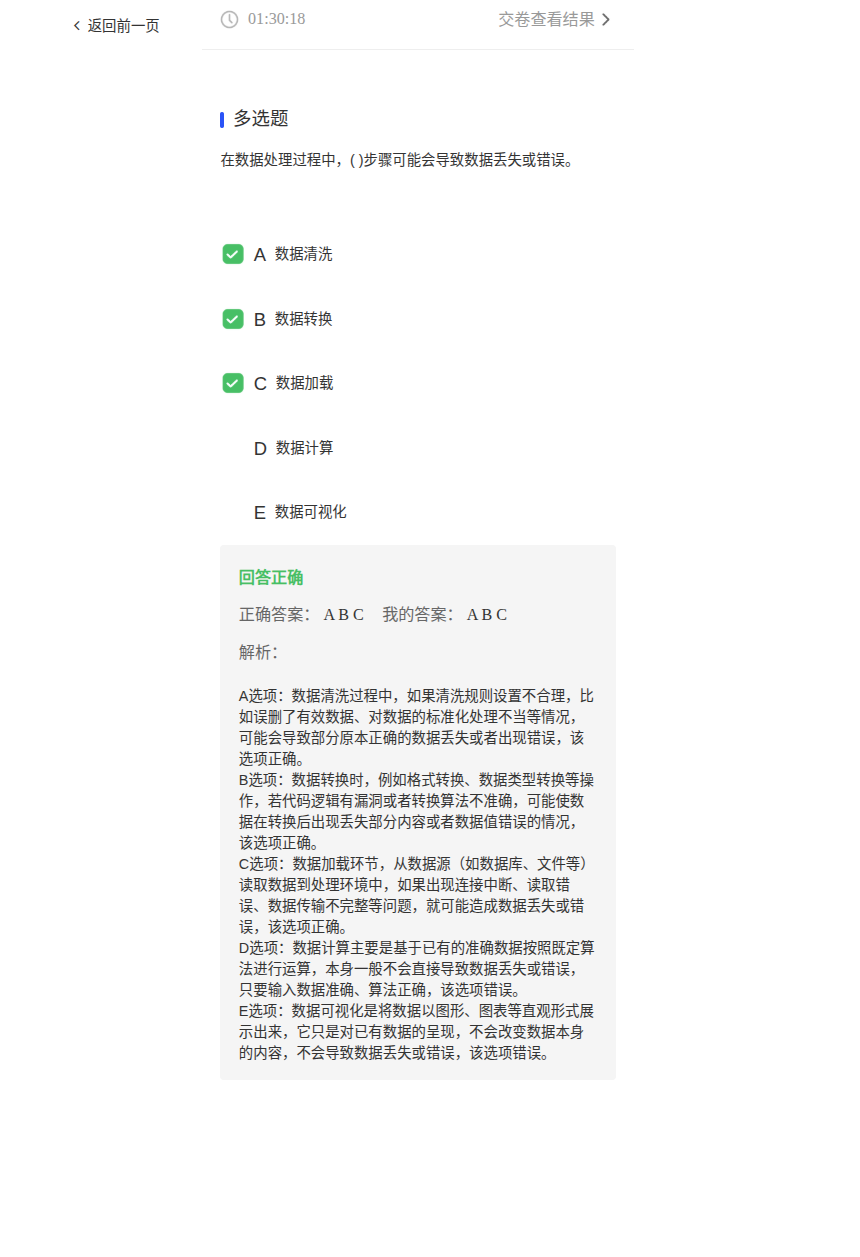 返回前一页
01:30:18
交卷查看结果
多选题
在数据处理过程中，( )步骤可能会导致数据丢失或错误。
A 数据清洗
B 数据转换
C 数据加载
D 数据计算
E 数据可视化
回答正确
正确答案： A B C 我的答案： A B C
解析：
A选项：数据清洗过程中，如果清洗规则设置不合理，比
如误删了有效数据、对数据的标准化处理不当等情况，
可能会导致部分原本正确的数据丢失或者出现错误，该
选项正确。
B选项：数据转换时，例如格式转换、数据类型转换等操
作，若代码逻辑有漏洞或者转换算法不准确，可能使数
据在转换后出现丢失部分内容或者数据值错误的情况，
该选项正确。
C选项：数据加载环节，从数据源（如数据库、文件等）
读取数据到处理环境中，如果出现连接中断、读取错
误、数据传输不完整等问题，就可能造成数据丢失或错
误，该选项正确。
D选项：数据计算主要是基于已有的准确数据按照既定算
法进行运算，本身一般不会直接导致数据丢失或错误，
只要输入数据准确、算法正确，该选项错误。
E选项：数据可视化是将数据以图形、图表等直观形式展
示出来，它只是对已有数据的呈现，不会改变数据本身
的内容，不会导致数据丢失或错误，该选项错误。